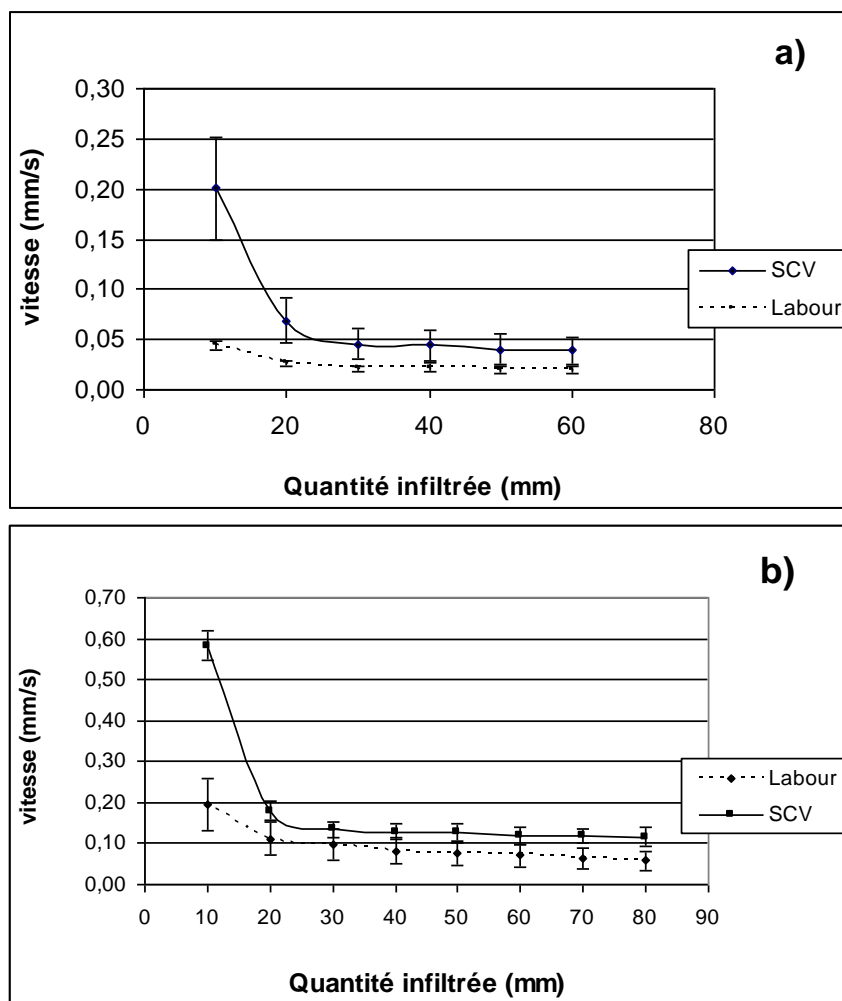 a)
0,30
0,25
0,20
0,15
0,10
0,05
0,00
vitesse (mm/s)
0 20 40 60 80
Quantité infiltrée (mm)
SCV
Labour
b)
0,70
0,60
0,50
0,40
0,30
0,20
0,10
0,00
vitesse (mm/s)
0 10 20 30 40 50 60 70 80 90
Quantité infiltrée (mm)
Labour
SCV